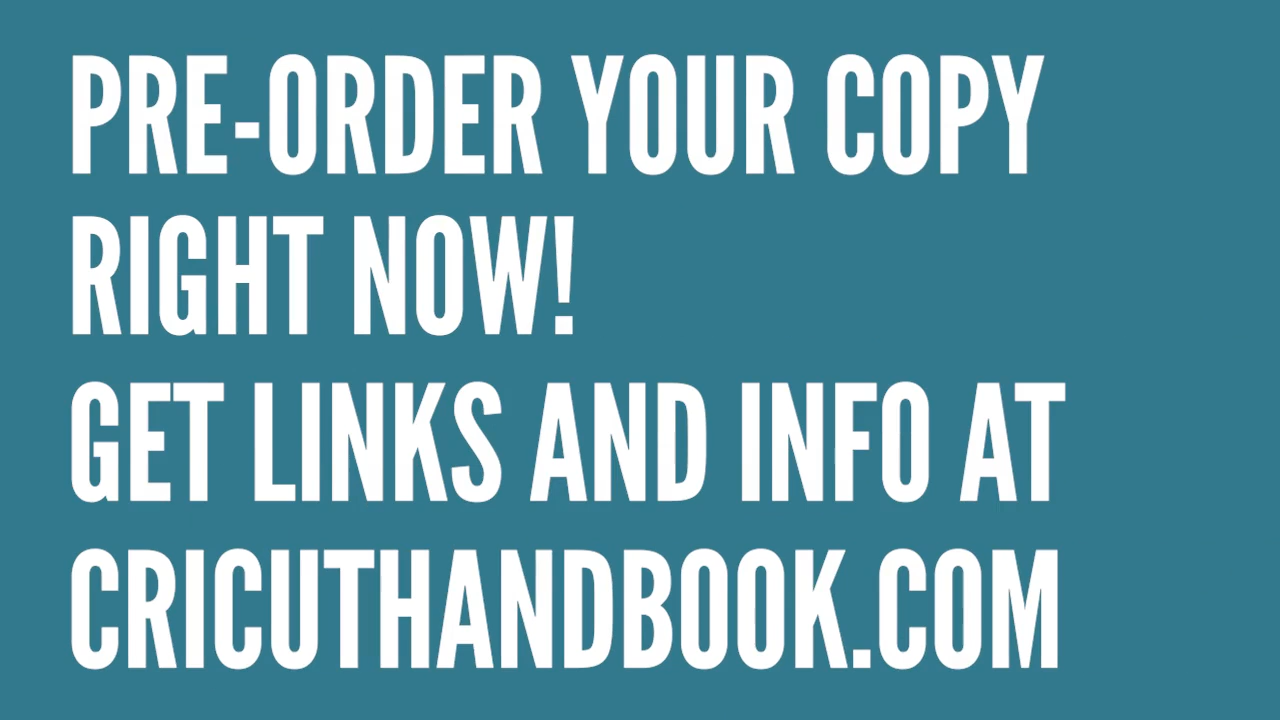 PRE-ORDER YOUR COPY
RIGHT NOW!
GET LINKS AND INFO AT
CRICUTHANDBOOK.COM